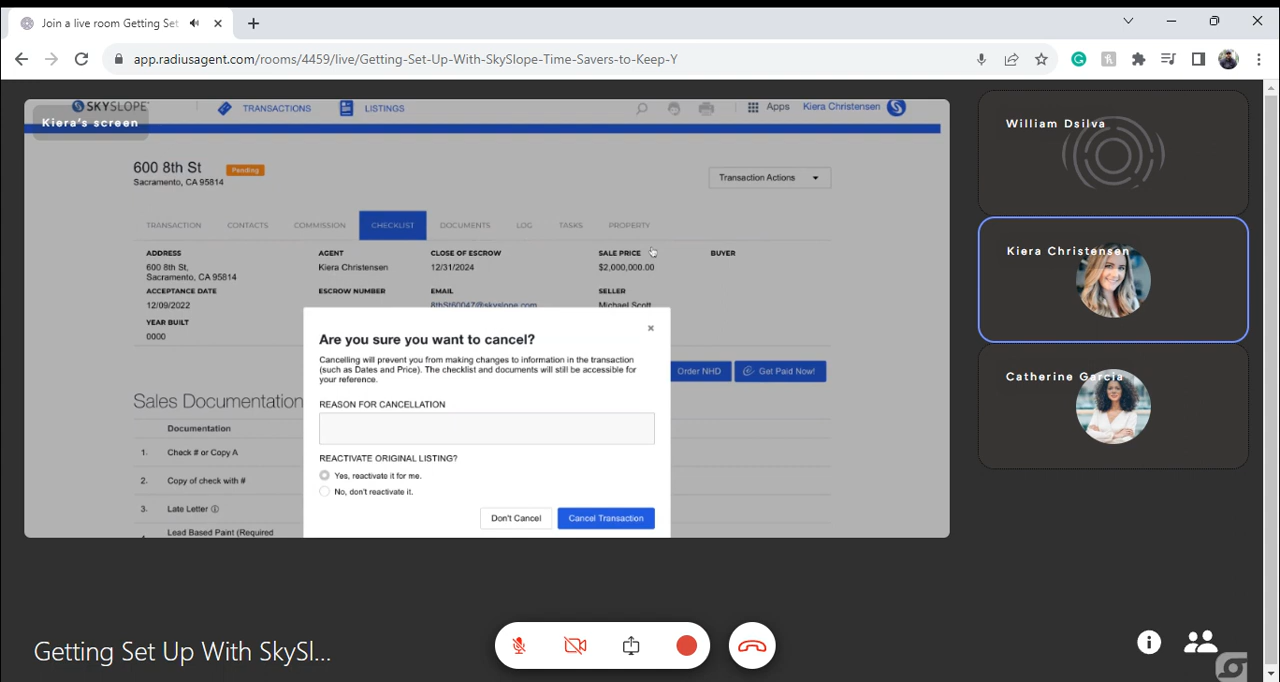 Join a live room Getting Set
app.radiusagent.com/rooms/4459/live/Getting-Set-Up-With-SkySlope-Time-Savers-to-Keep-Y
SKYSLOPE
TRANSACTIONS
LISTINGS
Apps
Kiera Christensen
Kiera's screen
600 8th St
Pending
Sacramento, CA 95814
Transaction Actions
TRANSACTION CONTACTS COMMISSION CHECKLIST DOCUMENTS LOG TASKS PROPERTY
ADDRESS AGENT CLOSE OF ESCROW SALE PRICE BUYER
600 8th St, Kiera Christensen 12/31/2024 $2,000,000.00
Sacramento, CA 95814
ACCEPTANCE DATE ESCROW NUMBER EMAIL SELLER
12/09/2022 8thSt60047@skyslope.com Michael Scott
YEAR BUILT
0000
Order NHD
Get Paid Now!
Sales Documentation
Documentation
1. Check # or Copy A
2. Copy of check with #
3. Late Letter
Lead Based Paint (Required
Are you sure you want to cancel?
Cancelling will prevent you from making changes to information in the transaction
(such as Dates and Price). The checklist and documents will still be accessible for
your reference.
REASON FOR CANCELLATION
REACTIVATE ORIGINAL LISTING?
Yes, reactivate it for me.
No, don't reactivate it.
Don't Cancel
Cancel Transaction
William Dsilva
Kiera Christensen
Catherine Garcia
Getting Set Up With SkySl...